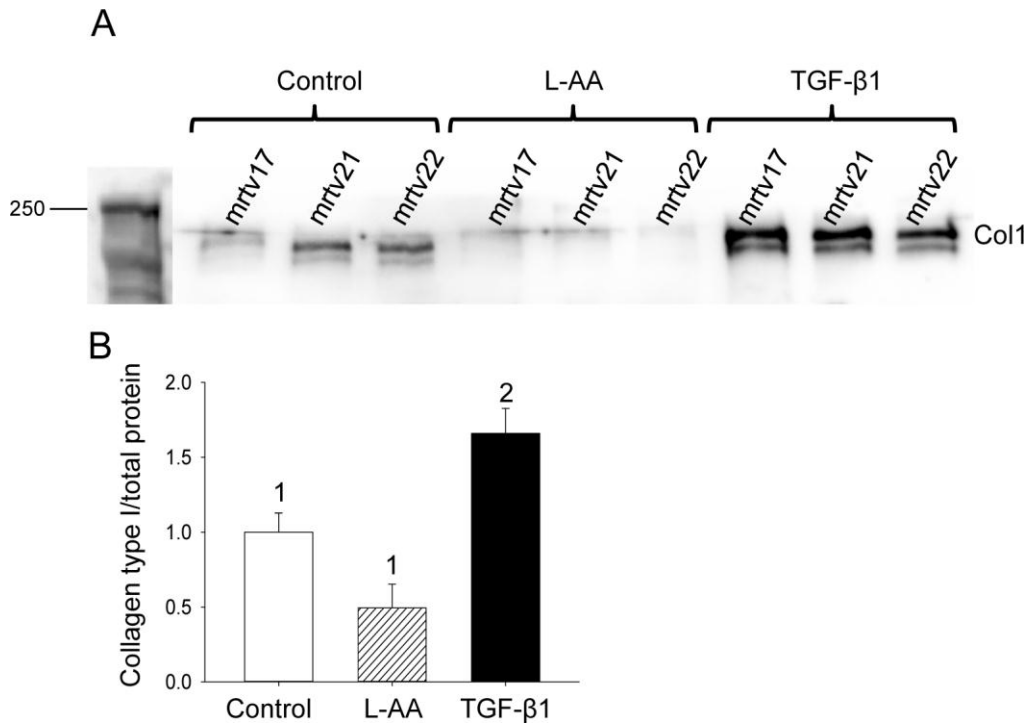 A
Control L-AA TGF-β1
mrtv17 mrtv21 mrtv22 mrtv17 mrtv21 mrtv22 mrtv17 mrtv21 mrtv22
250
Col1
B
Collagen type I/total protein
2.0
1.5
1.0
0.5
0.0
1
1
2
Control L-AA TGF-β1